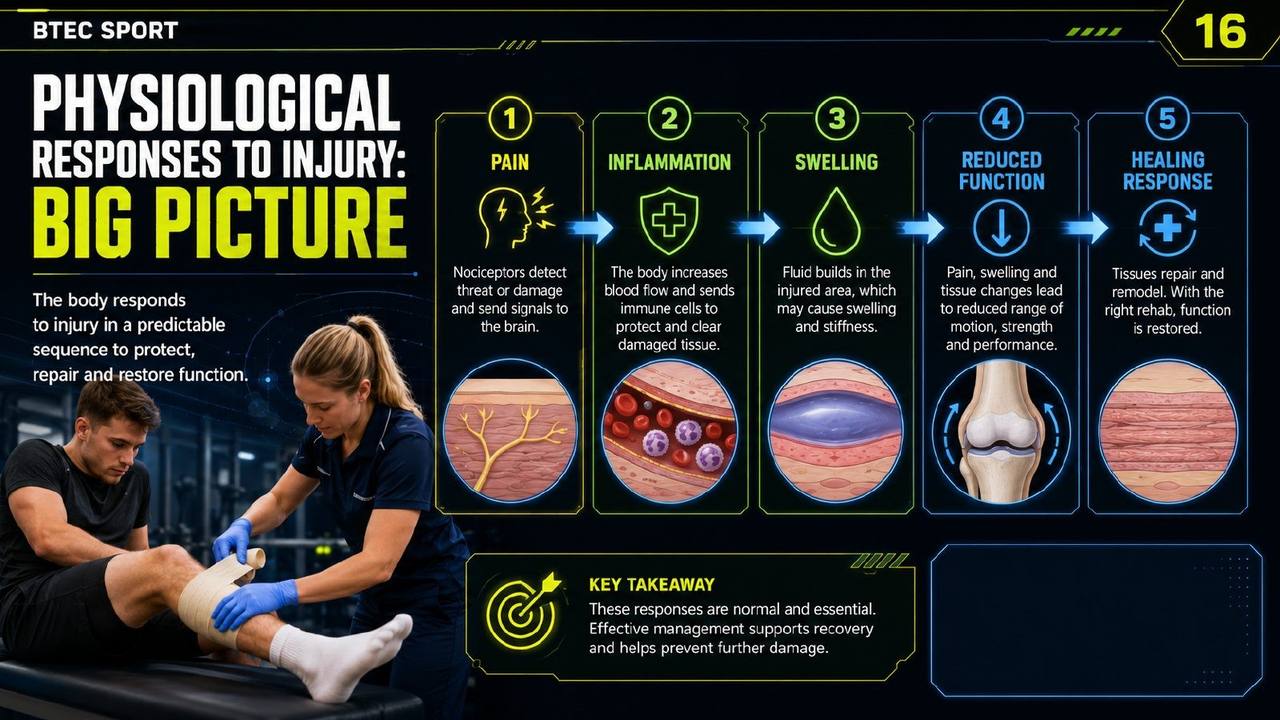 BTEC SPORT
16
PHYSIOLOGICAL
RESPONSES TO INJURY:
BIG PICTURE
The body responds
to injury in a predictable
sequence to protect,
repair and restore function.
1
PAIN
Nociceptors detect
threat or damage
and send signals to
the brain.
2
INFLAMMATION
The body increases
blood flow and sends
immune cells to
protect and clear
damaged tissue.
3
SWELLING
Fluid builds in the
injured area, which
may cause swelling
and stiffness.
4
REDUCED
FUNCTION
Pain, swelling and
tissue changes lead
to reduced range of
motion, strength
and performance.
5
HEALING
RESPONSE
Tissues repair and
remodel. With the
right rehab, function
is restored.
KEY TAKEAWAY
These responses are normal and essential.
Effective management supports recovery
and helps prevent further damage.